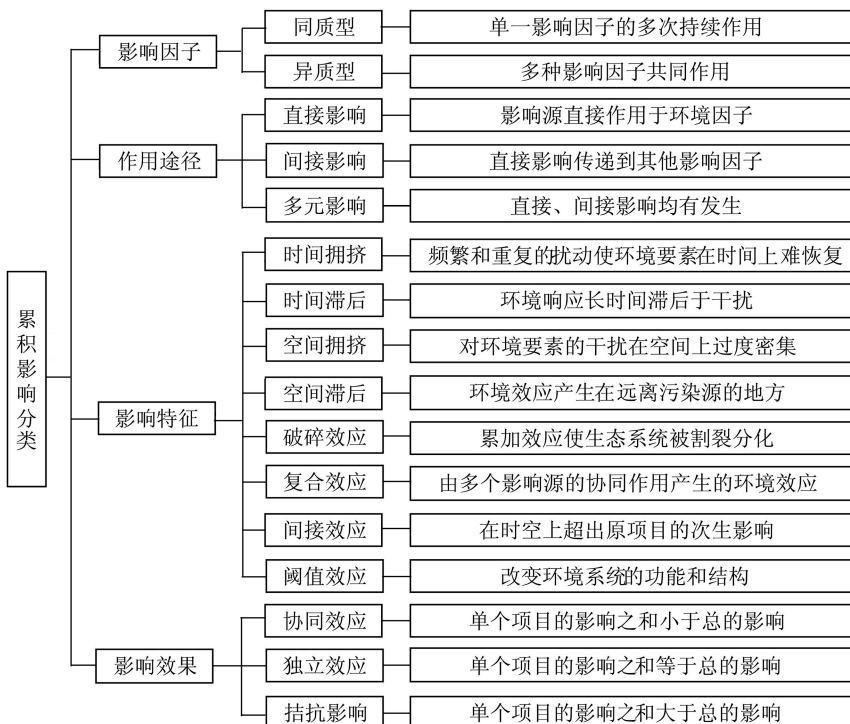 累积影响分类
影响因子
同质型
单一影响因子的多次持续作用
异质型
多种影响因子共同作用
作用途径
直接影响
影响源直接作用于环境因子
间接影响
直接影响传递到其他影响因子
多元影响
直接、间接影响均有发生
影响特征
时间拥挤
频繁和重复的扰动使环境要素在时间上难恢复
时间滞后
环境响应长时间滞后于干扰
空间拥挤
对环境要素的干扰在空间上过度密集
空间滞后
环境效应产生在远离污染源的地方
破碎效应
累加效应使生态系统被割裂分化
复合效应
由多个影响源的协同作用产生的环境效应
间接效应
在时空上超出原项目的次生影响
阈值效应
改变环境系统的功能和结构
影响效果
协同效应
单个项目的影响之和小于总的影响
独立效应
单个项目的影响之和等于总的影响
拮抗影响
单个项目的影响之和大于总的影响